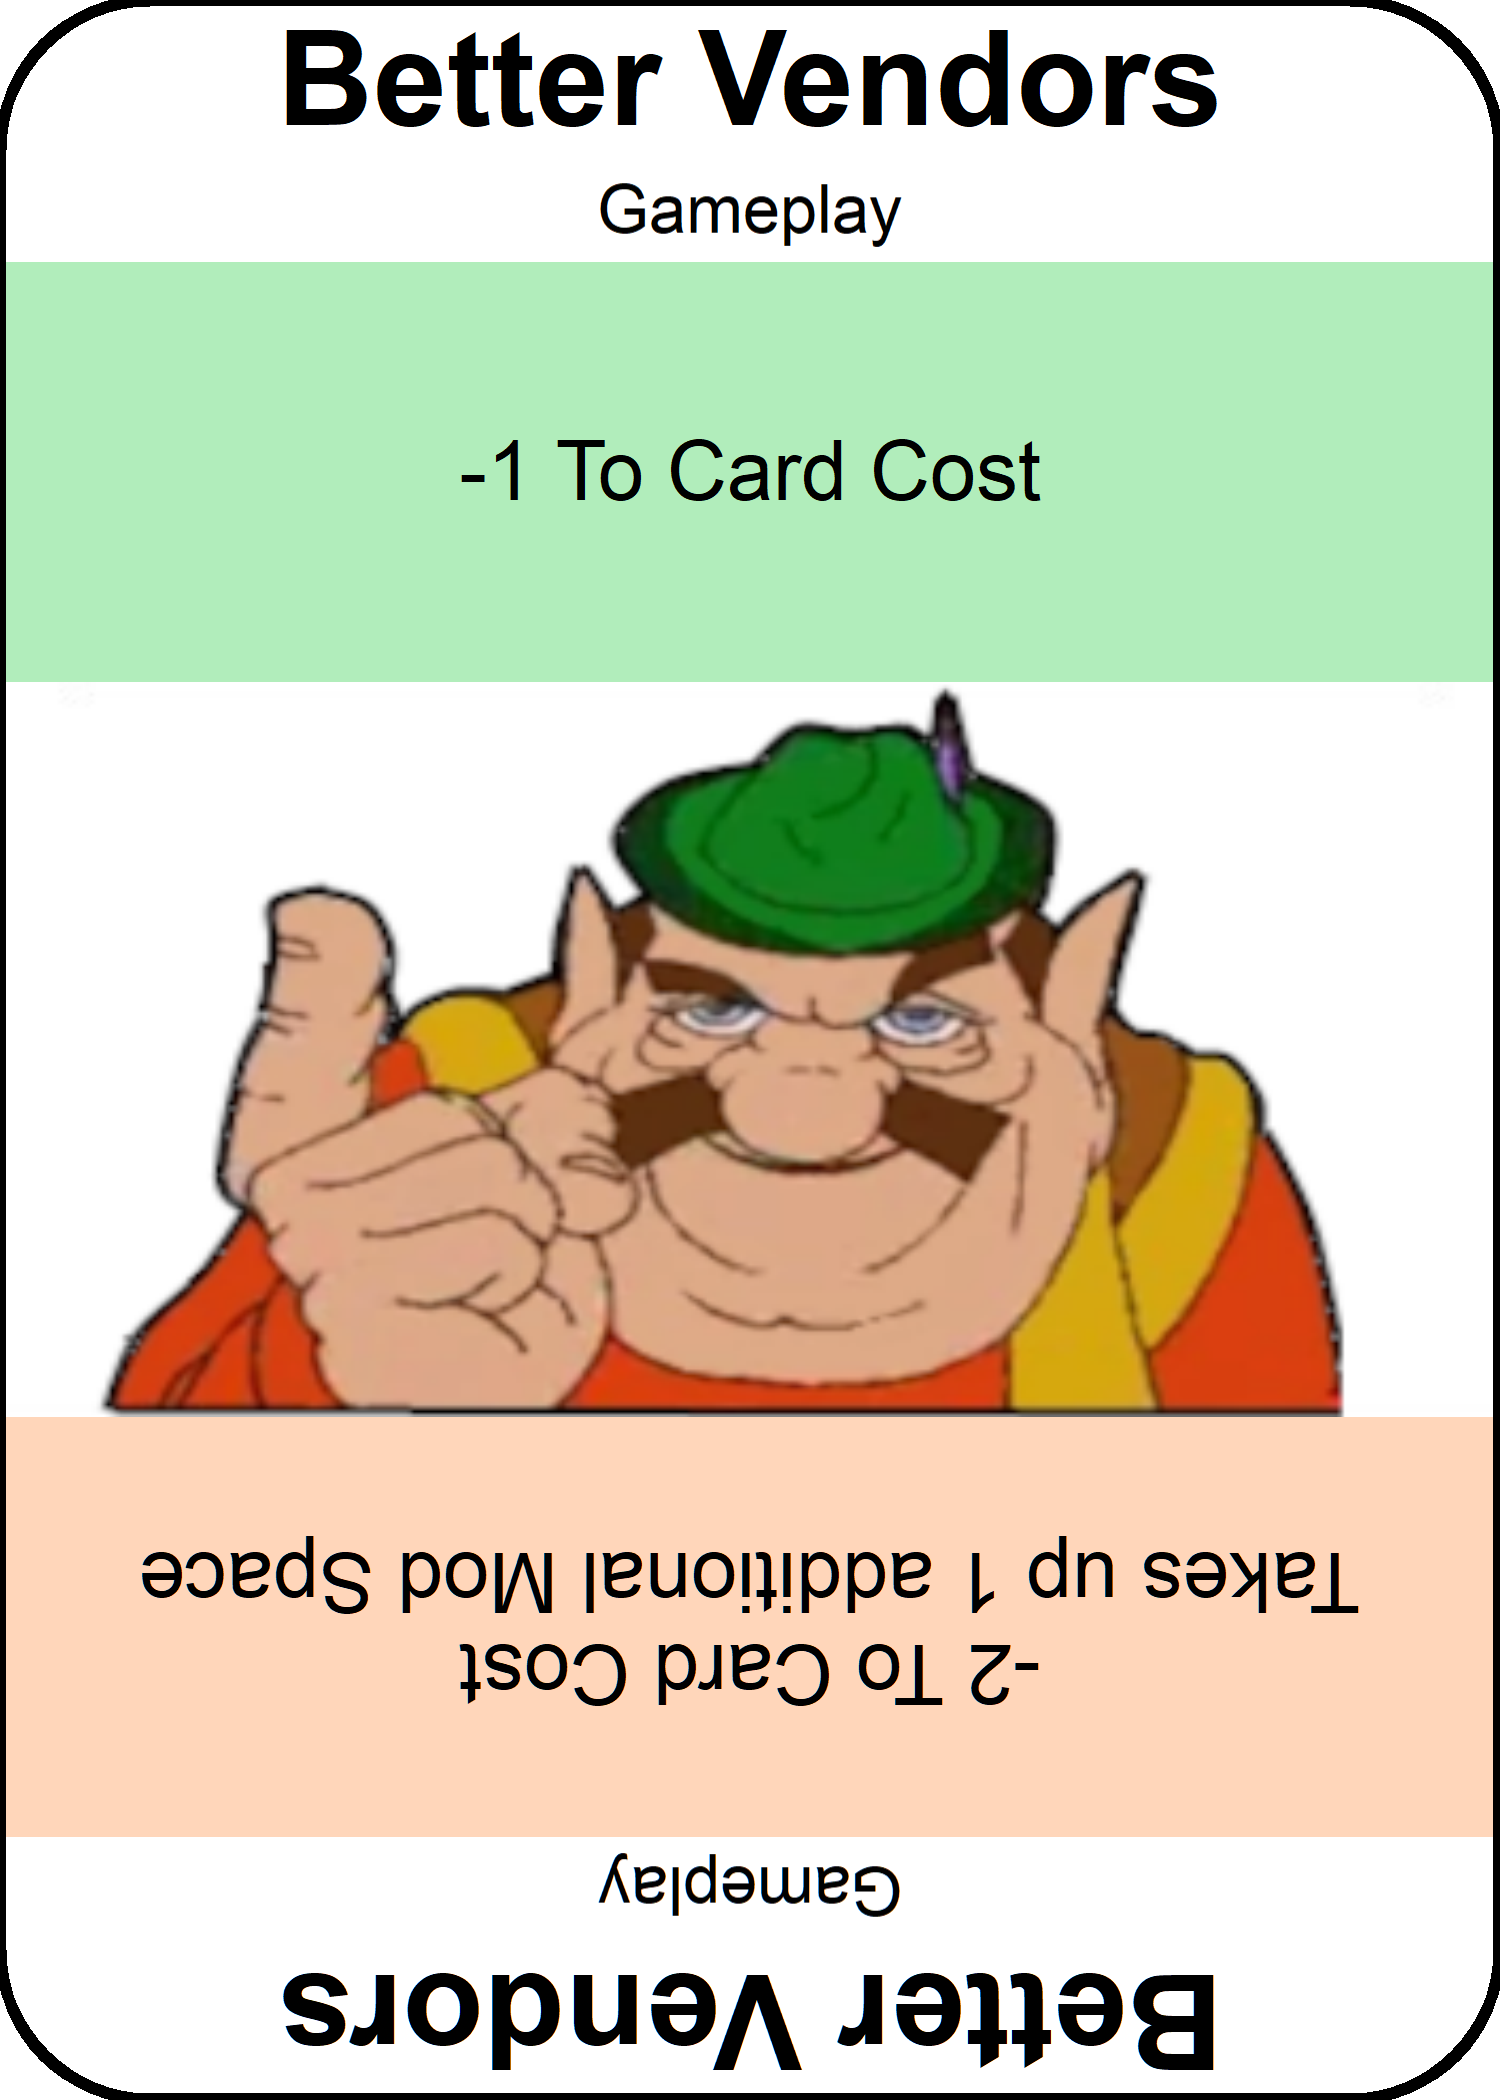 Better Vendors
Gameplay
-1 To Card Cost
Better Vendors
Gameplay
-2 To Card Cost
Takes up 1 additional Mod Space